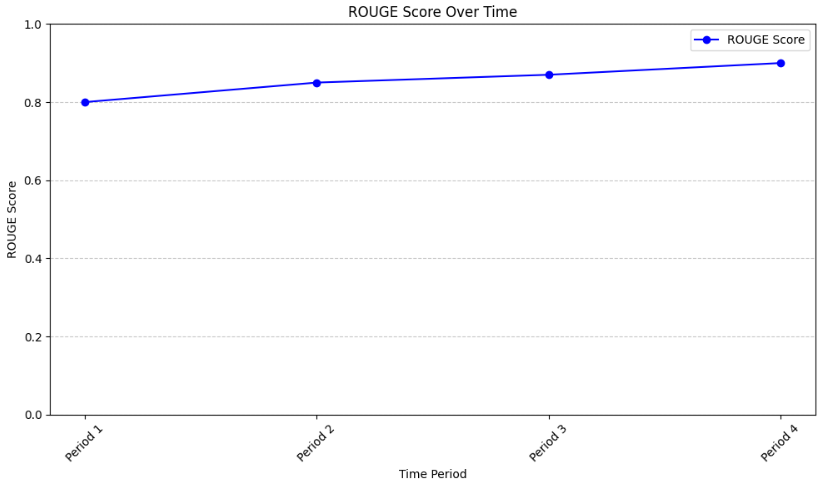 ROUGE Score Over Time
1.0
ROUGE Score
0.8
0.6
ROUGE Score
0.4
0.2
0.0
Period 1
Period 2
Period 3
Period 4
Time Period